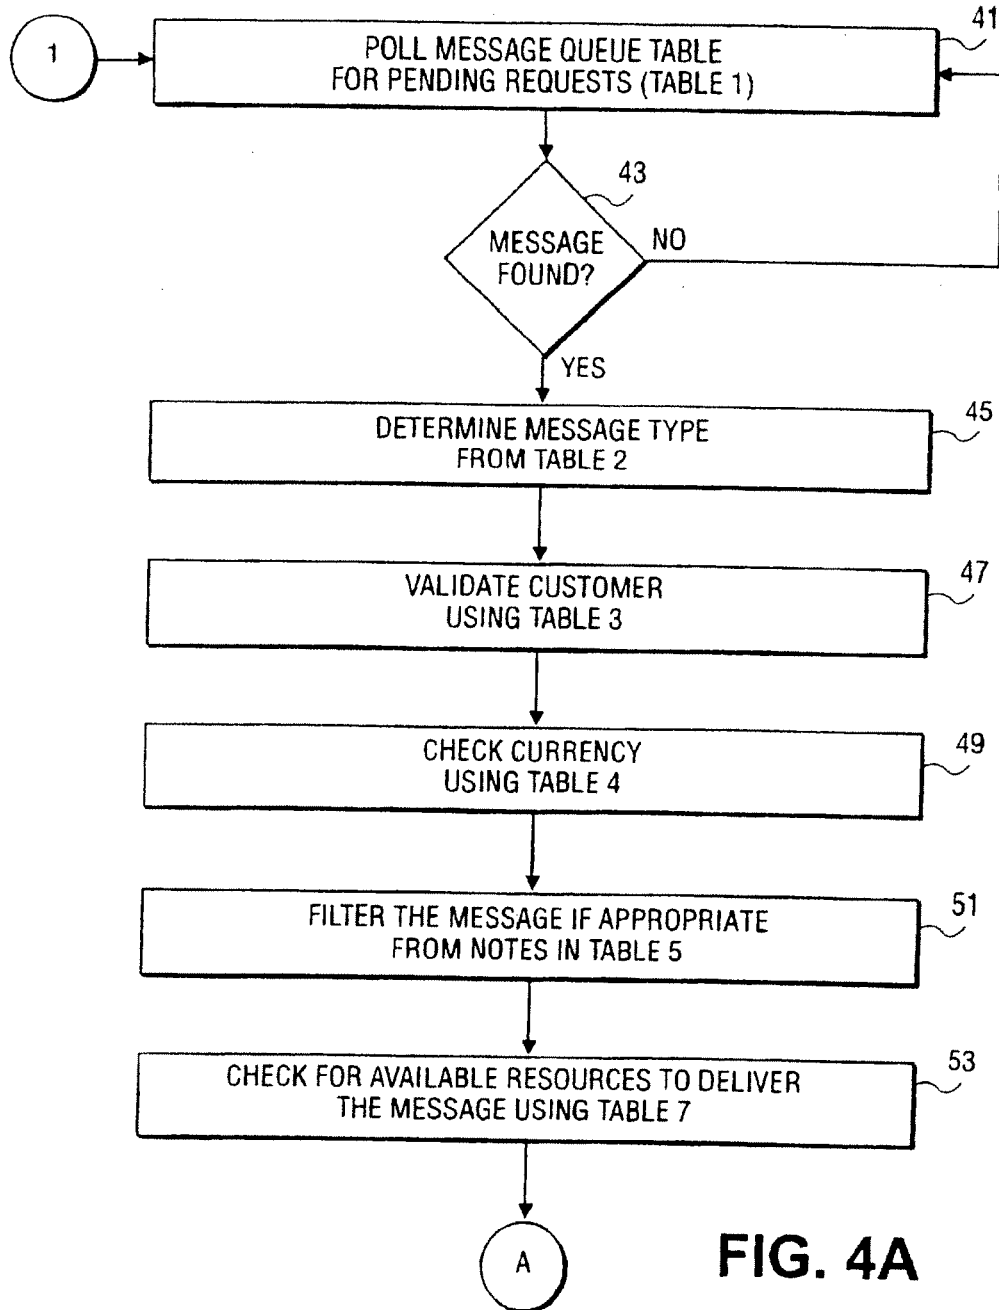 1
POLL MESSAGE QUEUE TABLE
FOR PENDING REQUESTS (TABLE 1)
41
43
MESSAGE
FOUND?
NO
YES
DETERMINE MESSAGE TYPE
FROM TABLE 2
45
VALIDATE CUSTOMER
USING TABLE 3
47
CHECK CURRENCY
USING TABLE 4
49
FILTER THE MESSAGE IF APPROPRIATE
FROM NOTES IN TABLE 5
51
CHECK FOR AVAILABLE RESOURCES TO DELIVER
THE MESSAGE USING TABLE 7
53
A
FIG. 4A